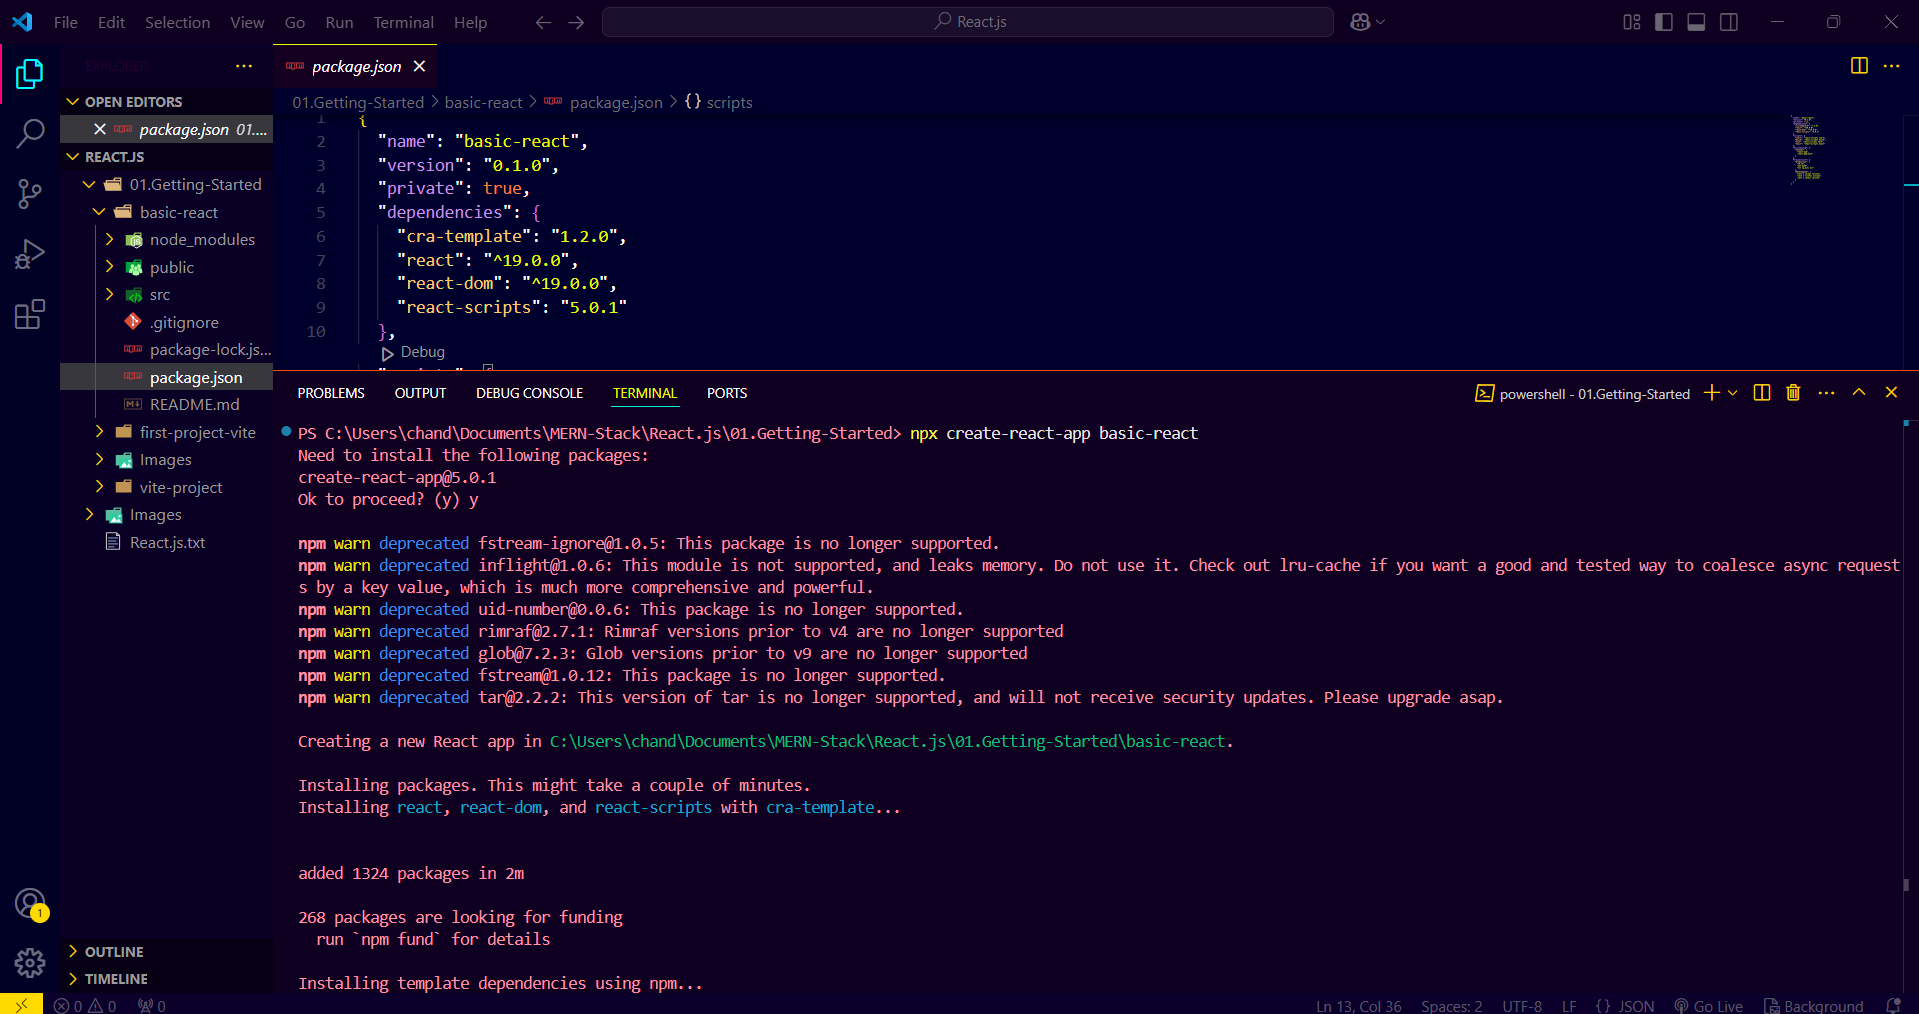 File Edit Selection View Go Run Terminal Help
React.js
EXPLORER
package.json
OPEN EDITORS
package.json 01....
REACT.JS
01.Getting-Started
basic-react
node_modules
public
src
.gitignore
package-lock.js...
package.json
README.md
first-project-vite
Images
vite-project
Images
React.js.txt
OUTLINE
TIMELINE
01.Getting-Started > basic-react > package.json > {} scripts
1 {
2 "name": "basic-react",
3 "version": "0.1.0",
4 "private": true,
5 "dependencies": {
6 "cra-template": "1.2.0",
7 "react": "^19.0.0",
8 "react-dom": "^19.0.0",
9 "react-scripts": "5.0.1"
10 },
Debug
PROBLEMS OUTPUT DEBUG CONSOLE TERMINAL PORTS
powershell - 01.Getting-Started
PS C:\Users\chand\Documents\MERN-Stack\React.js\01.Getting-Started> npx create-react-app basic-react
Need to install the following packages:
create-react-app@5.0.1
Ok to proceed? (y) y
npm warn deprecated fstream-ignore@1.0.5: This package is no longer supported.
npm warn deprecated inflight@1.0.6: This module is not supported, and leaks memory. Do not use it. Check out lru-cache if you want a good and tested way to coalesce async request
s by a key value, which is much more comprehensive and powerful.
npm warn deprecated uid-number@0.0.6: This package is no longer supported.
npm warn deprecated rimraf@2.7.1: Rimraf versions prior to v4 are no longer supported
npm warn deprecated glob@7.2.3: Glob versions prior to v9 are no longer supported
npm warn deprecated fstream@1.0.12: This package is no longer supported.
npm warn deprecated tar@2.2.2: This version of tar is no longer supported, and will not receive security updates. Please upgrade asap.
Creating a new React app in C:\Users\chand\Documents\MERN-Stack\React.js\01.Getting-Started\basic-react.
Installing packages. This might take a couple of minutes.
Installing react, react-dom, and react-scripts with cra-template...
added 1324 packages in 2m
268 packages are looking for funding
run `npm fund` for details
Installing template dependencies using npm...
1
0 0 0
Ln 13, Col 36 Spaces: 2 UTF-8 LF {} JSON Go Live Background